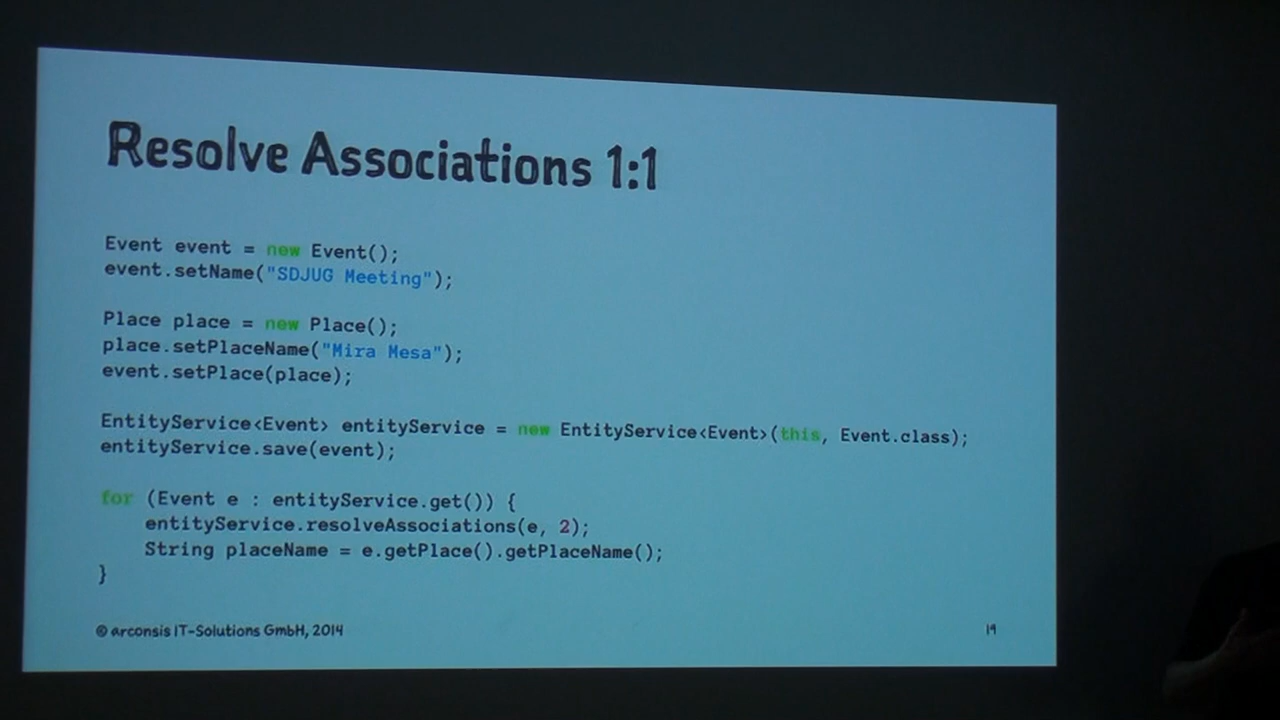 Resolve Associations 1:1
Event event = new Event();
event.setName("SDJUG Meeting");
Place place = new Place();
place.setPlaceName("Mira Mesa");
event.setPlace(place);
EntityService<Event> entityService = new EntityService<Event>(this, Event.class);
entityService.save(event);
for (Event e : entityService.get()) {
entityService.resolveAssociations(e, 2);
String placeName = e.getPlace().getPlaceName();
}
© arconsis IT-Solutions GmbH, 2014
19